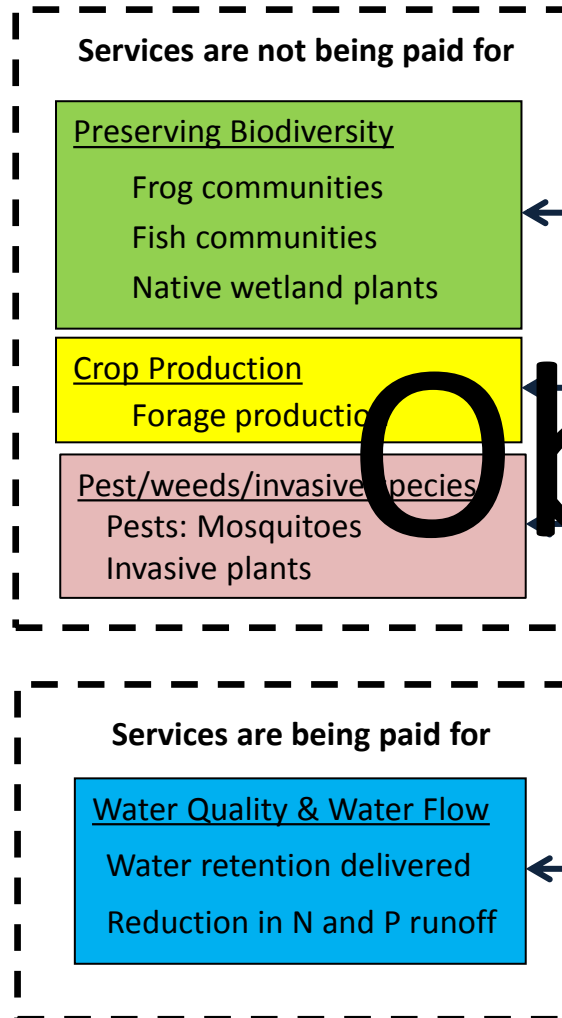 Services are not being paid for
Preserving Biodiversity
Frog communities
Fish communities
Native wetland plants
Crop Production
Forage production
Pest/weeds/invasive species
Pests: Mosquitoes
Invasive plants
Services are being paid for
Water Quality & Water Flow
Water retention delivered
Reduction in N and P runoff